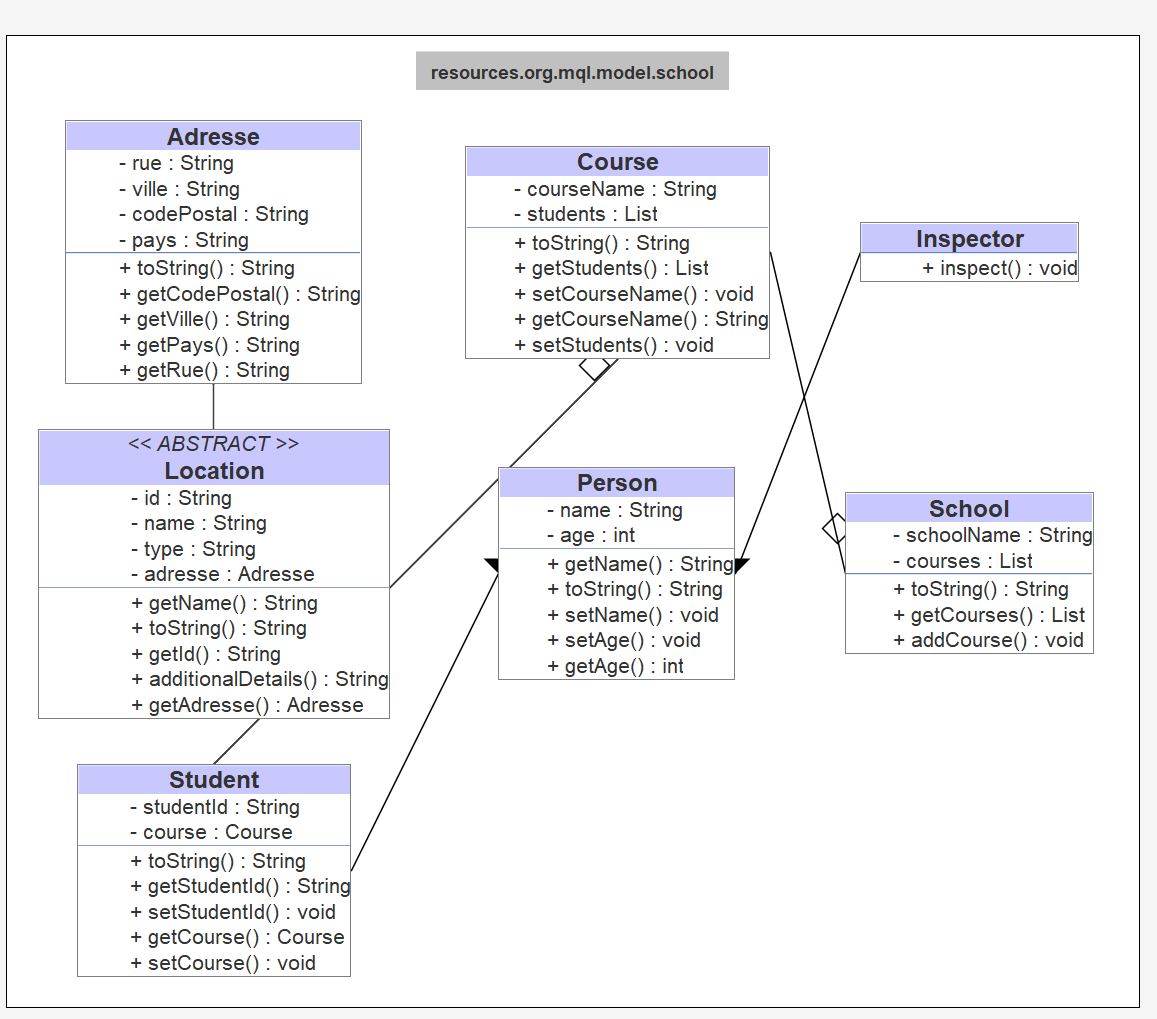 resources.org.mql.model.school
Adresse
- rue : String
- ville : String
- codePostal : String
- pays : String
+ toString() : String
+ getCodePostal() : String
+ getVille() : String
+ getPays() : String
+ getRue() : String
Course
- courseName : String
- students : List
+ toString() : String
+ getStudents() : List
+ setCourseName() : void
+ getCourseName() : String
+ setStudents() : void
Inspector
+ inspect() : void
<< ABSTRACT >>
Location
- id : String
- name : String
- type : String
- adresse : Adresse
+ getName() : String
+ toString() : String
+ getId() : String
+ additionalDetails() : String
+ getAdresse() : Adresse
Person
- name : String
- age : int
+ getName() : String
+ toString() : String
+ setName() : void
+ setAge() : void
+ getAge() : int
School
- schoolName : String
- courses : List
+ toString() : String
+ getCourses() : List
+ addCourse() : void
Student
- studentId : String
- course : Course
+ toString() : String
+ getStudentId() : String
+ setStudentId() : void
+ getCourse() : Course
+ setCourse() : void